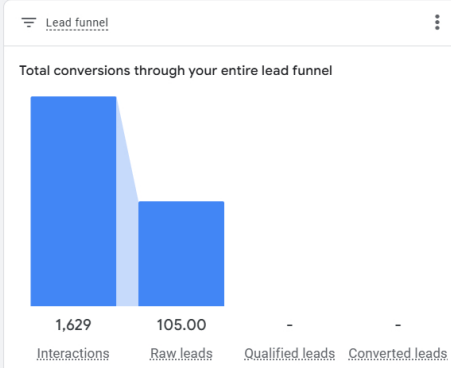 Lead funnel
Total conversions through your entire lead funnel
1,629 105.00 - -
Interactions Raw leads Qualified leads Converted leads